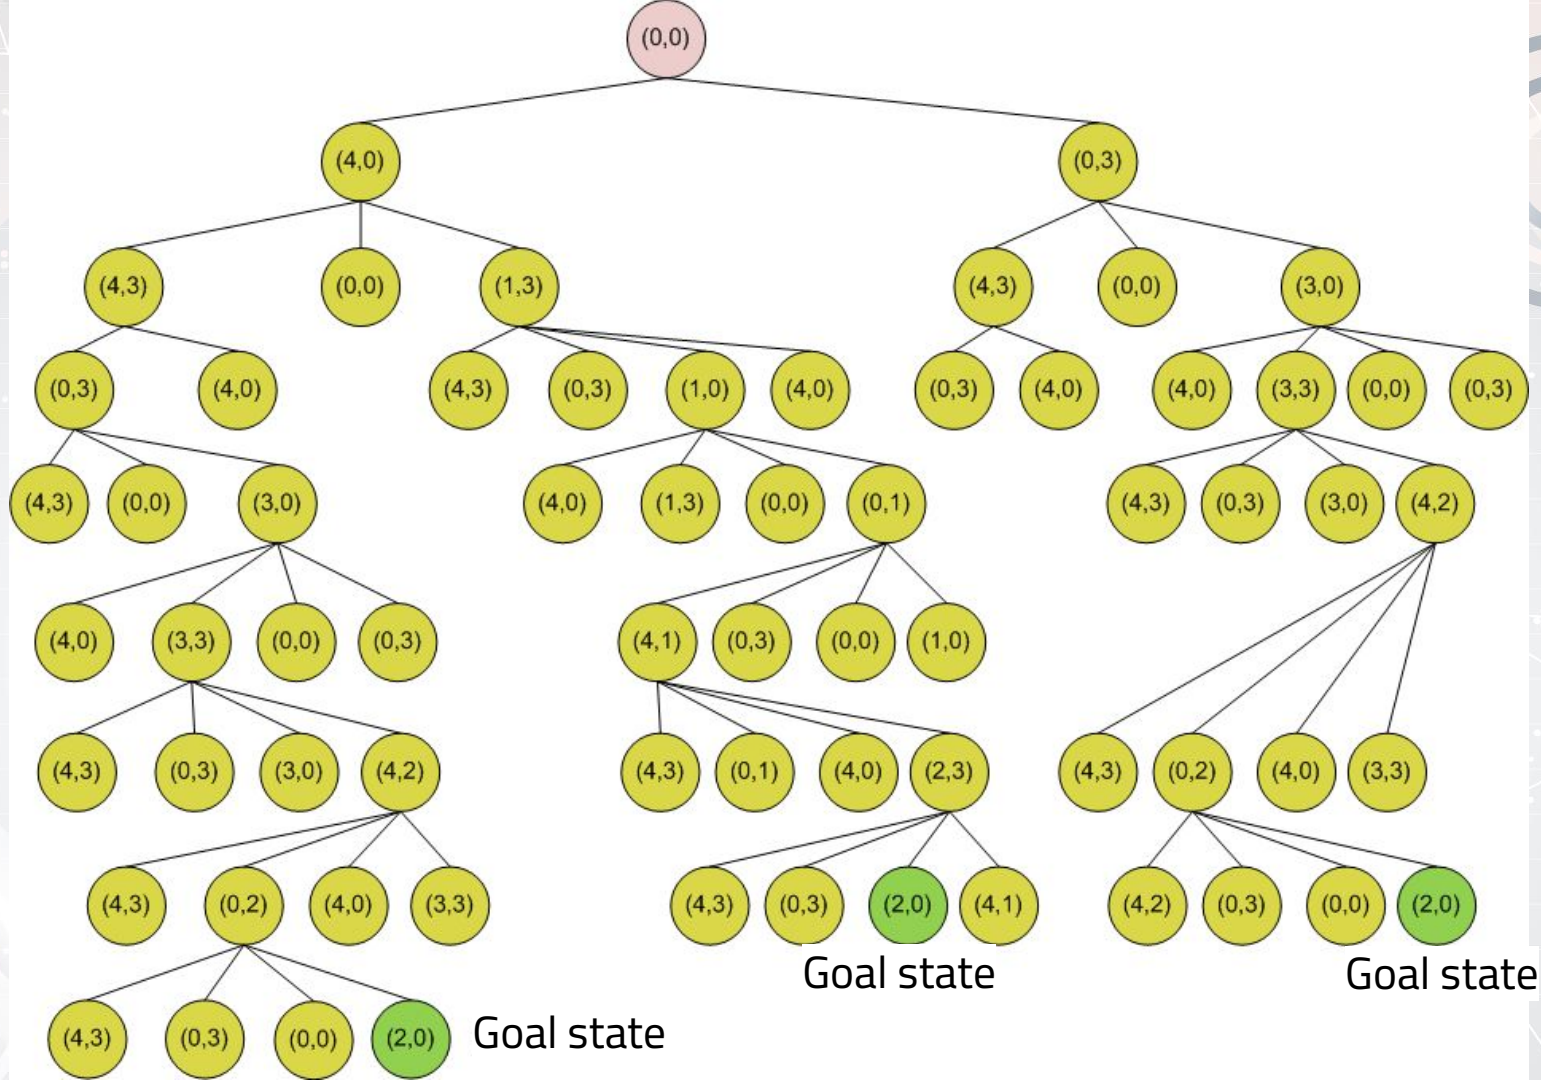 (0,0)
(4,0) (0,3)
(4,3) (0,0) (1,3) (4,3) (0,0) (3,0)
(0,3) (4,0) (4,3) (0,3) (1,0) (4,0) (0,3) (4,0) (4,0) (3,3) (0,0) (0,3)
(4,3) (0,0) (3,0) (4,0) (1,3) (0,0) (0,1) (4,3) (0,3) (3,0) (4,2)
(4,0) (3,3) (0,0) (0,3) (4,1) (0,3) (0,0) (1,0)
(4,3) (0,3) (3,0) (4,2) (4,3) (0,1) (4,0) (2,3) (4,3) (0,2) (4,0) (3,3)
(4,3) (0,2) (4,0) (3,3) (4,3) (0,3) (2,0) (4,1) (4,2) (0,3) (0,0) (2,0)
Goal state Goal state
(4,3) (0,3) (0,0) (2,0) Goal state